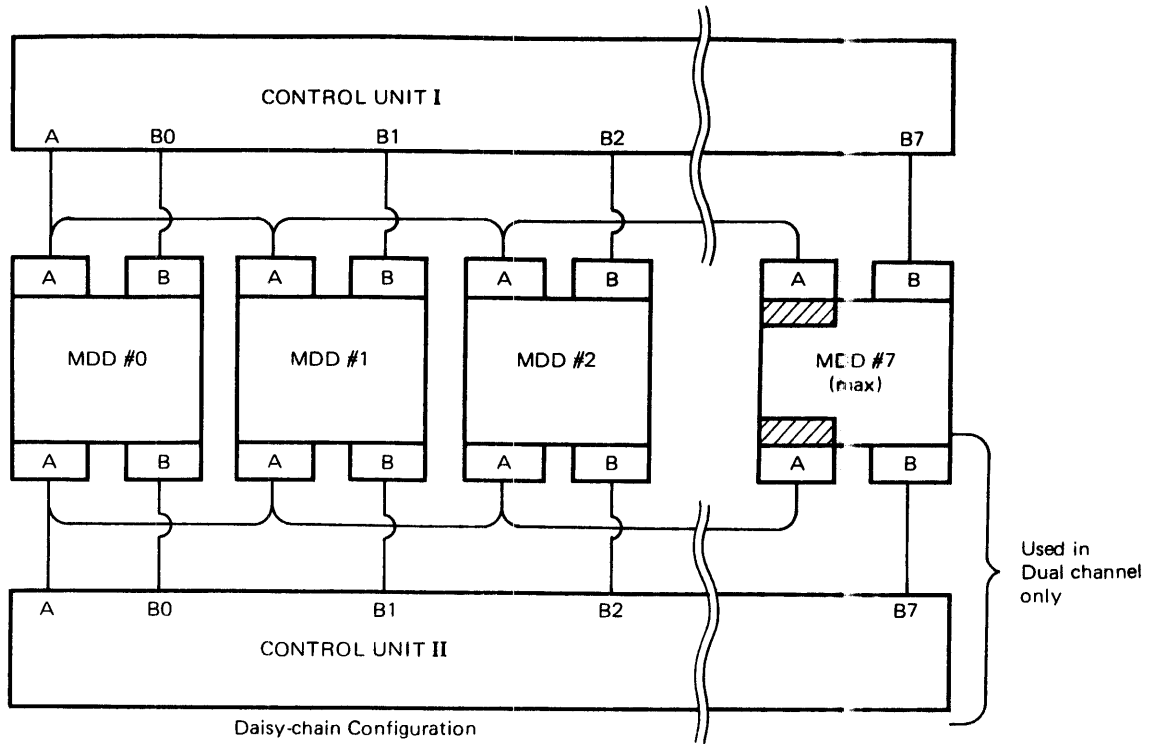 CONTROL UNIT I
A B0 B1 B2 B7
A B A B A B A B
MDD #0 MDD #1 MDD #2 MDD #7
(max)
A B A B A B A B
Used in
Dual channel
only
A B0 B1 B2 B7
CONTROL UNIT II
Daisy-chain Configuration